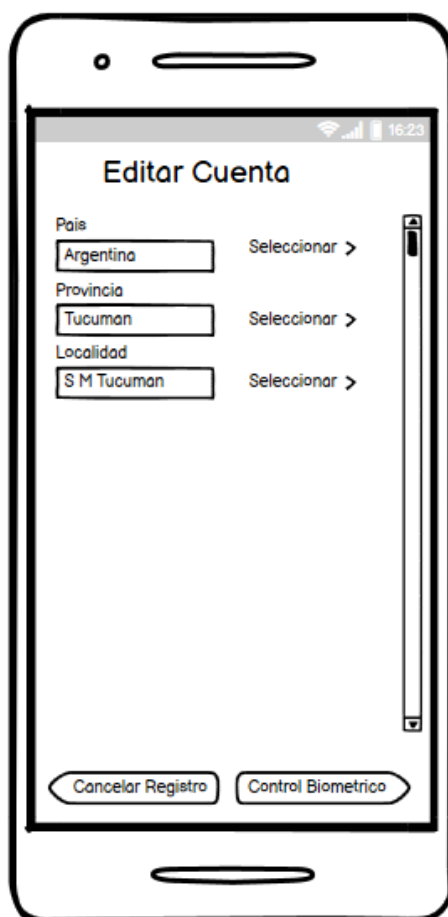 16:23
Editar Cuenta
Pais
Argentina
Seleccionar >
Provincia
Tucuman
Seleccionar >
Localidad
S M Tucuman
Seleccionar >
Cancelar Registro
Control Biometrico